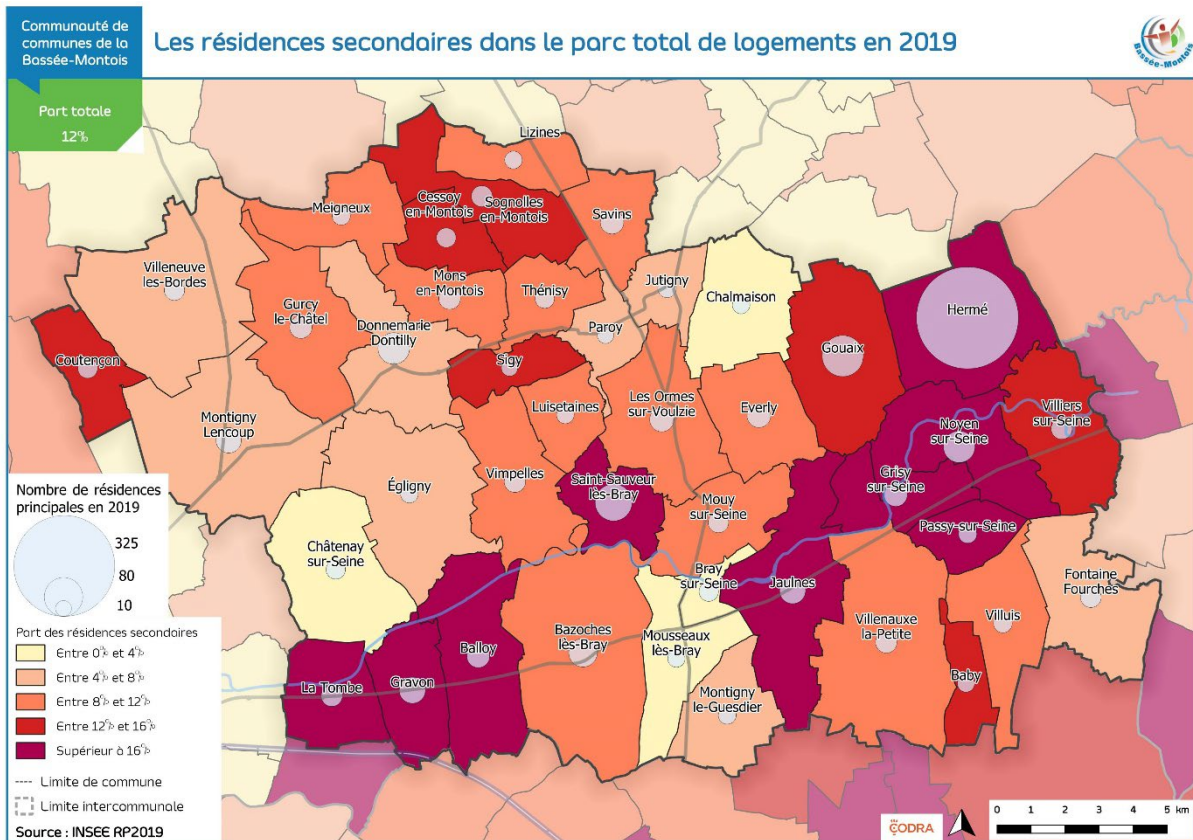 Communauté de
communes de la
Bassée-Montois
Les résidences secondaires dans le parc total de logements en 2019
Bassée-Montois
Part totale
12%
Lizines
Cessoy
en-Montois
Sognolles
en-Montois
Meigneux
Savins
Villeneuve
les-Bordes
Mons
en-Montois
Thénisy
Jutigny
Chalmaison
Hermé
Gurcy
le-Châtel
Donnemarie
Dontilly
Paroy
Gouaix
Coutençon
Sigy
Luisetaines
Les Ormes
sur-Voulzie
Everly
Villiers
sur-Seine
Montigny
Lencoup
Noyen
sur-Seine
Égligny
Vimpelles
Saint-Sauveur
lès-Bray
Grisy
sur-Seine
Mouy
sur-Seine
Passy-sur-Seine
Châtenay
sur-Seine
Bray
sur-Seine
Jaulnes
Fontaine
Fourches
Villenauxe
la-Petite
Villuis
Bazoches
lès-Bray
Mousseaux
lès-Bray
Balloy
Gravon
La Tombe
Baby
Montigny
le-Guesdier
Nombre de résidences
principales en 2019
325
80
10
Part des résidences secondaires
Entre 0% et 4%
Entre 4% et 8%
Entre 8% et 12%
Entre 12% et 16%
Supérieur à 16%
Limite de commune
Limite intercommunale
Source : INSEE RP2019
CODRA
0 1 2 3 4 5 km